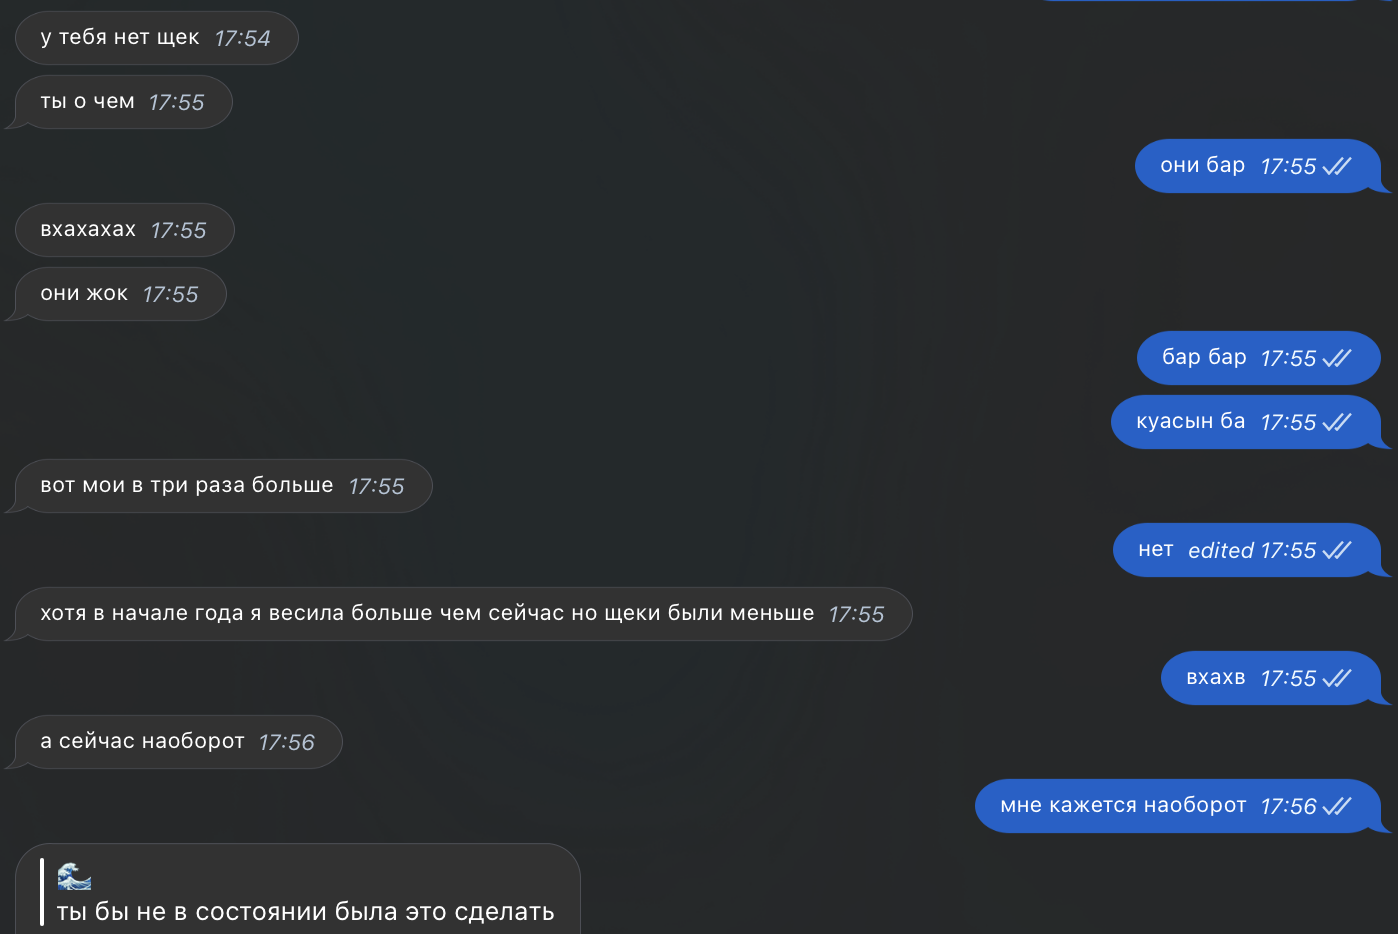 у тебя нет щек 17:54
ты о чем 17:55
они бар 17:55
вхахахах 17:55
они жок 17:55
бар бар 17:55
куасын ба 17:55
вот мои в три раза больше 17:55
нет edited 17:55
хотя в начале года я весила больше чем сейчас но щеки были меньше 17:55
вхахв 17:55
а сейчас наоборот 17:56
мне кажется наоборот 17:56
🌊
ты бы не в состоянии была это сделать